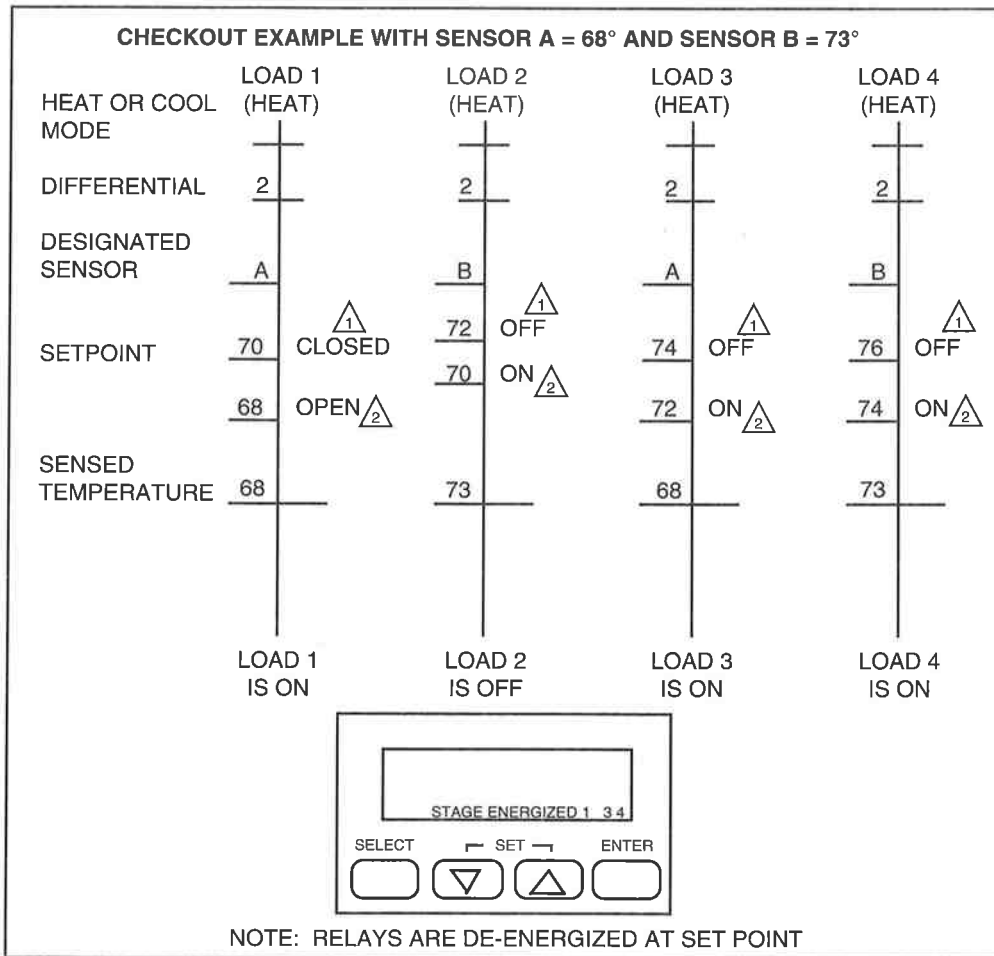 CHECKOUT EXAMPLE WITH SENSOR A = 68° AND SENSOR B = 73°
LOAD 1 LOAD 2 LOAD 3 LOAD 4
HEAT OR COOL (HEAT) (HEAT) (HEAT) (HEAT)
MODE
DIFFERENTIAL 2 2 2 2
DESIGNATED
SENSOR A B A B
1 1 1 1
72 OFF
SETPOINT 70 CLOSED 74 OFF 76 OFF
70 ON 2
68 OPEN 2 72 ON 2 74 ON 2
SENSED
TEMPERATURE 68 73 68 73
LOAD 1 LOAD 2 LOAD 3 LOAD 4
IS ON IS OFF IS ON IS ON
STAGE ENERGIZED 1 3 4
SELECT SET ENTER
NOTE: RELAYS ARE DE-ENERGIZED AT SET POINT